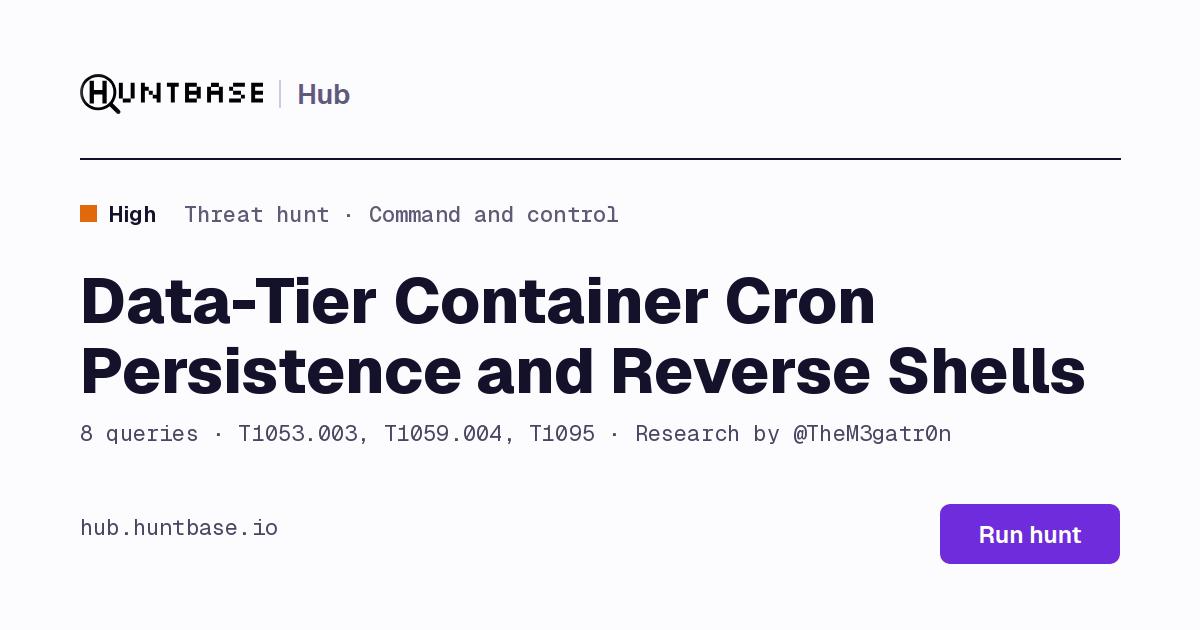 HUNTBASE Hub
High Threat hunt · Command and control
Data-Tier Container Cron
Persistence and Reverse Shells
8 queries · T1053.003, T1059.004, T1095 · Research by @TheM3gatr0n
hub.huntbase.io
Run hunt